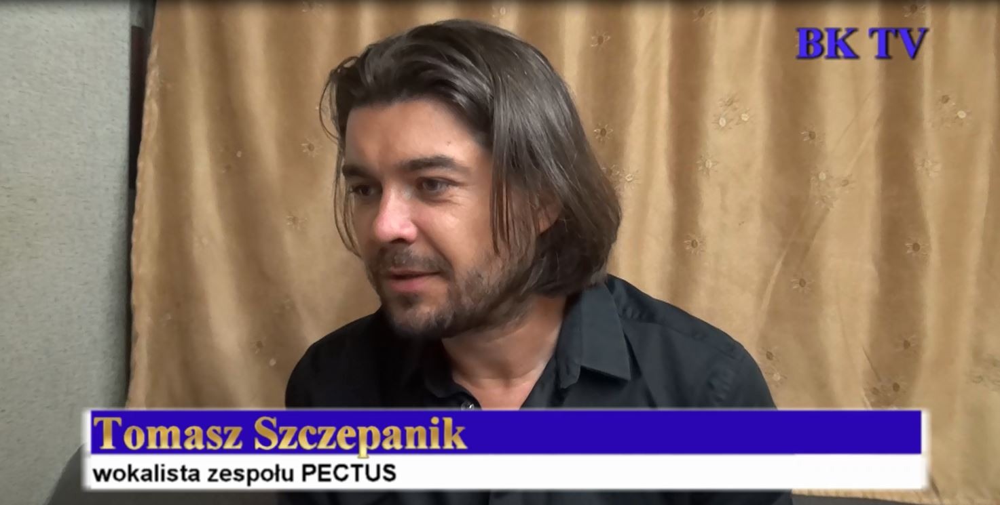 BK TV
Tomasz Szczepanik
wokalista zespołu PECTUS